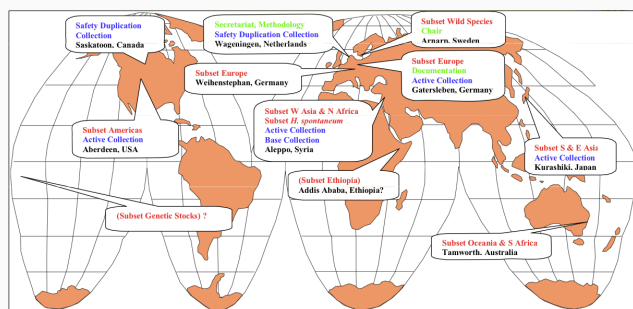 Safety Duplication
Collection
Saskatoon, Canada
Secretariat, Methodology
Safety Duplication Collection
Wageningen, Netherlands
Subset Wild Species
Chair
Arnarp, Sweden
Subset Europe
Weihenstephan, Germany
Subset Europe
Documentation
Active Collection
Gatersleben, Germany
Subset Americas
Active Collection
Aberdeen, USA
Subset W Asia & N Africa
Subset H. spontaneum
Active Collection
Base Collection
Aleppo, Syria
Subset S & E Asia
Active Collection
Kurashiki, Japan
(Subset Ethiopia)
Addis Ababa, Ethiopia?
(Subset Genetic Stocks) ?
Subset Oceania & S Africa
Tamworth, Australia